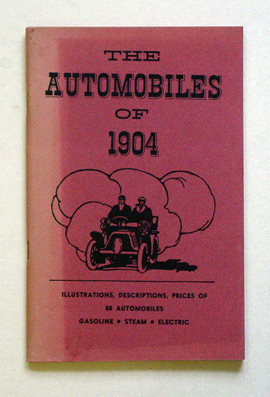 THE
AUTOMOBILES
OF
1904
ILLUSTRATIONS, DESCRIPTIONS, PRICES OF
88 AUTOMOBILES
GASOLINE • STEAM • ELECTRIC